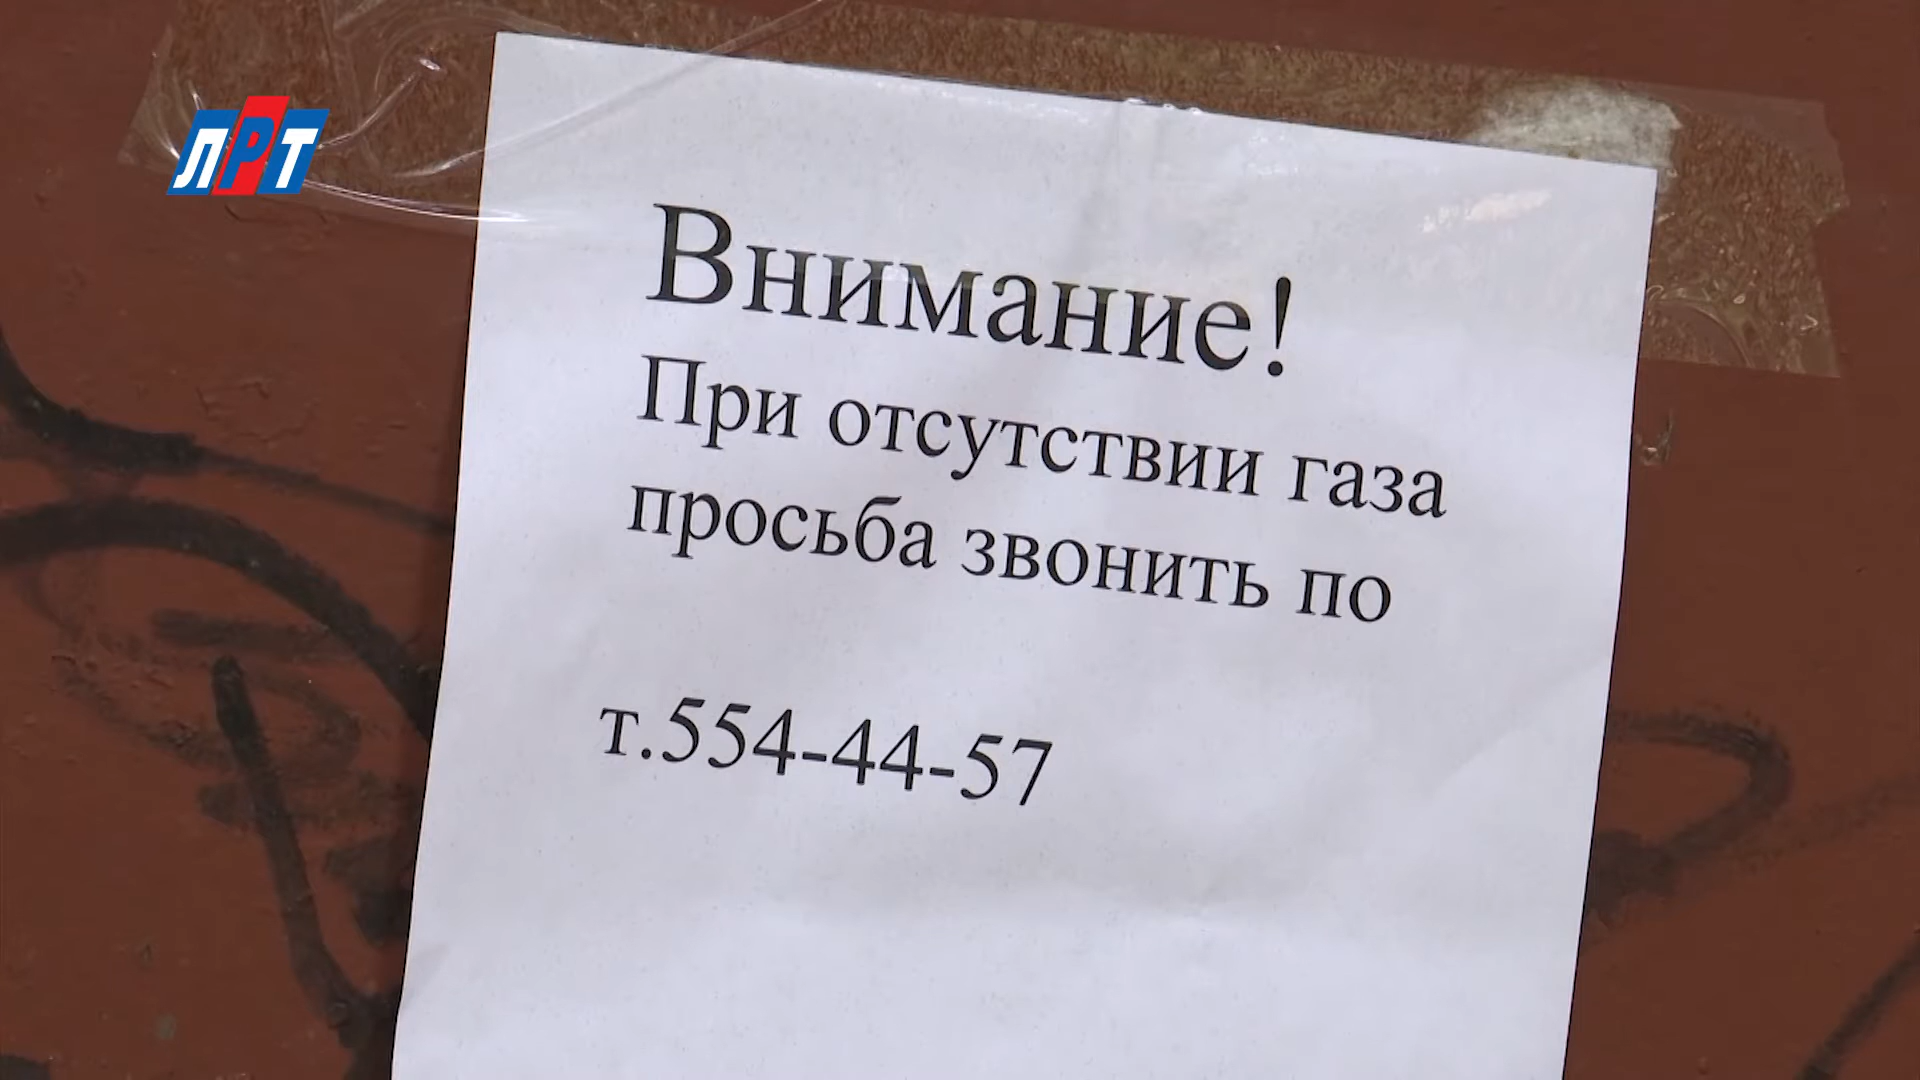 ЛРТ
Внимание!
При отсутствии газа
просьба звонить по
т.554-44-57